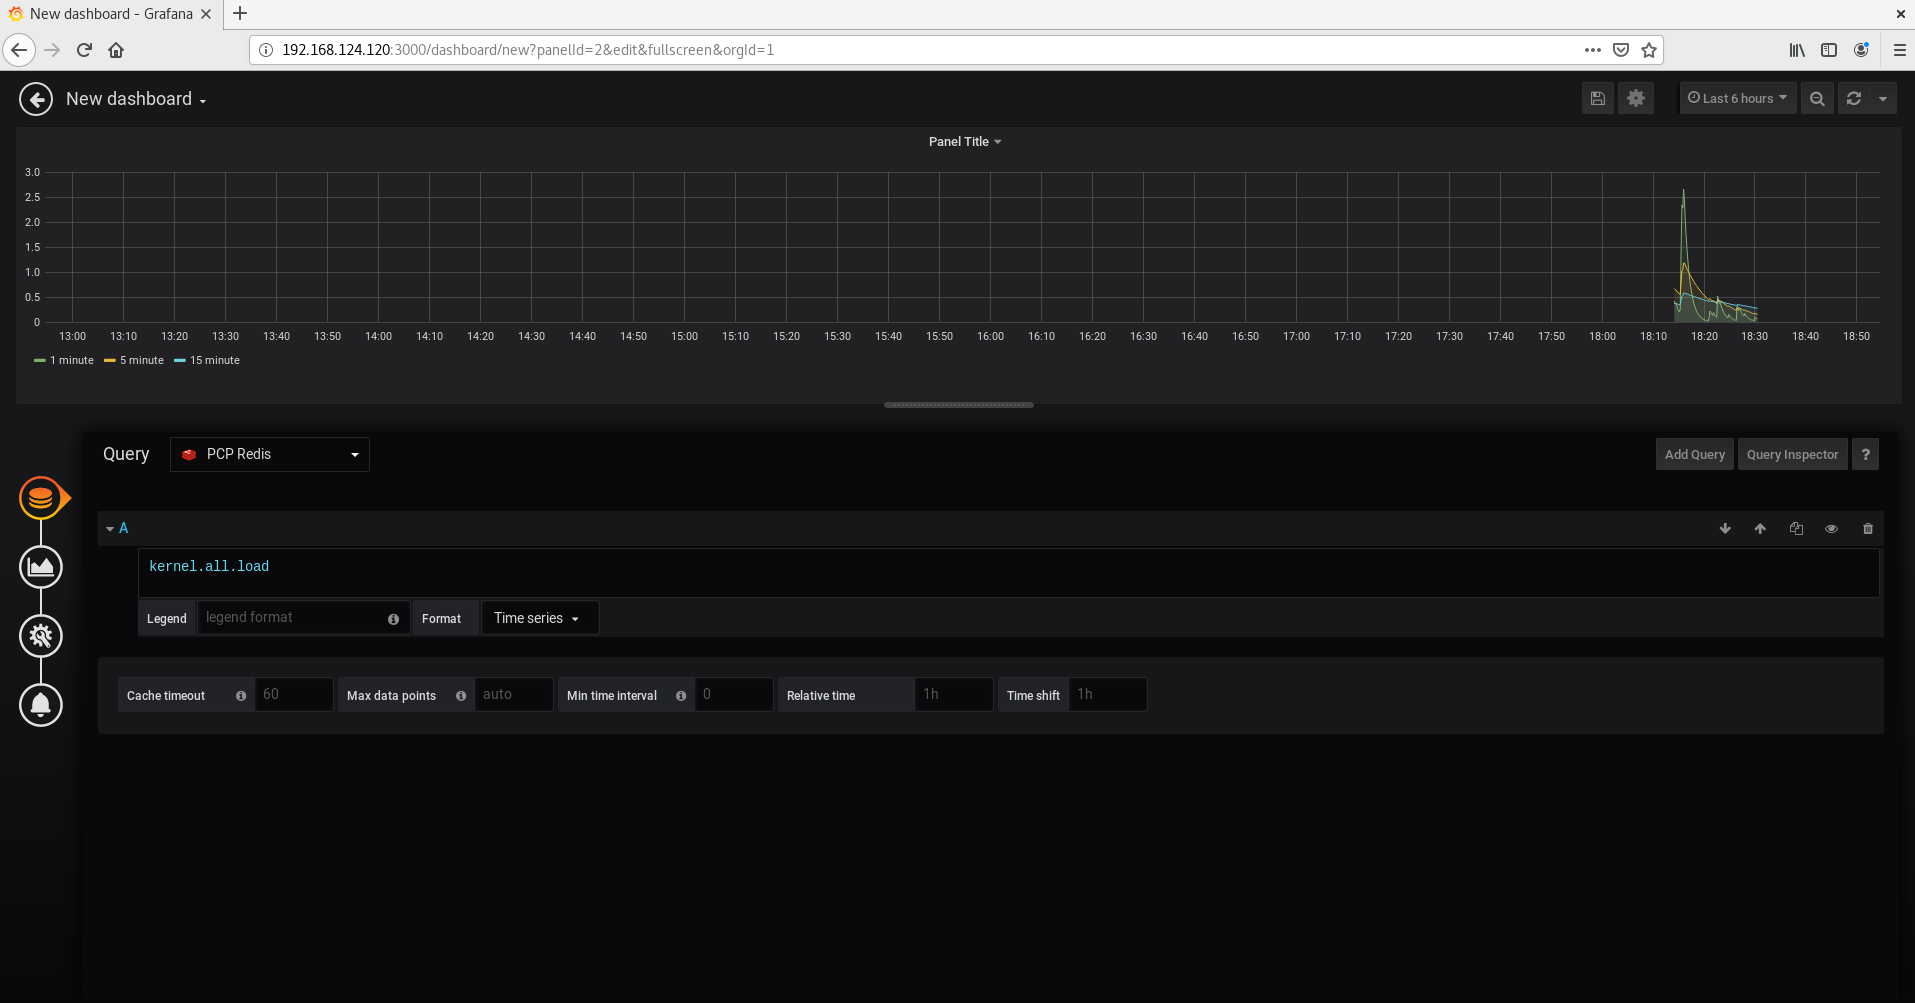 New dashboard - Grafana
192.168.124.120:3000/dashboard/new?panelId=2&edit&fullscreen&orgId=1
New dashboard
Last 6 hours
Panel Title
3.0
2.5
2.0
1.5
1.0
0.5
0
13:00 13:10 13:20 13:30 13:40 13:50 14:00 14:10 14:20 14:30 14:40 14:50 15:00 15:10 15:20 15:30 15:40 15:50 16:00 16:10 16:20 16:30 16:40 16:50 17:00 17:10 17:20 17:30 17:40 17:50 18:00 18:10 18:20 18:30 18:40 18:50
1 minute 5 minute 15 minute
Query PCP Redis Add Query Query Inspector ?
A
kernel.all.load
Legend legend format Format Time series
Cache timeout 60 Max data points auto Min time interval 0 Relative time 1h Time shift 1h